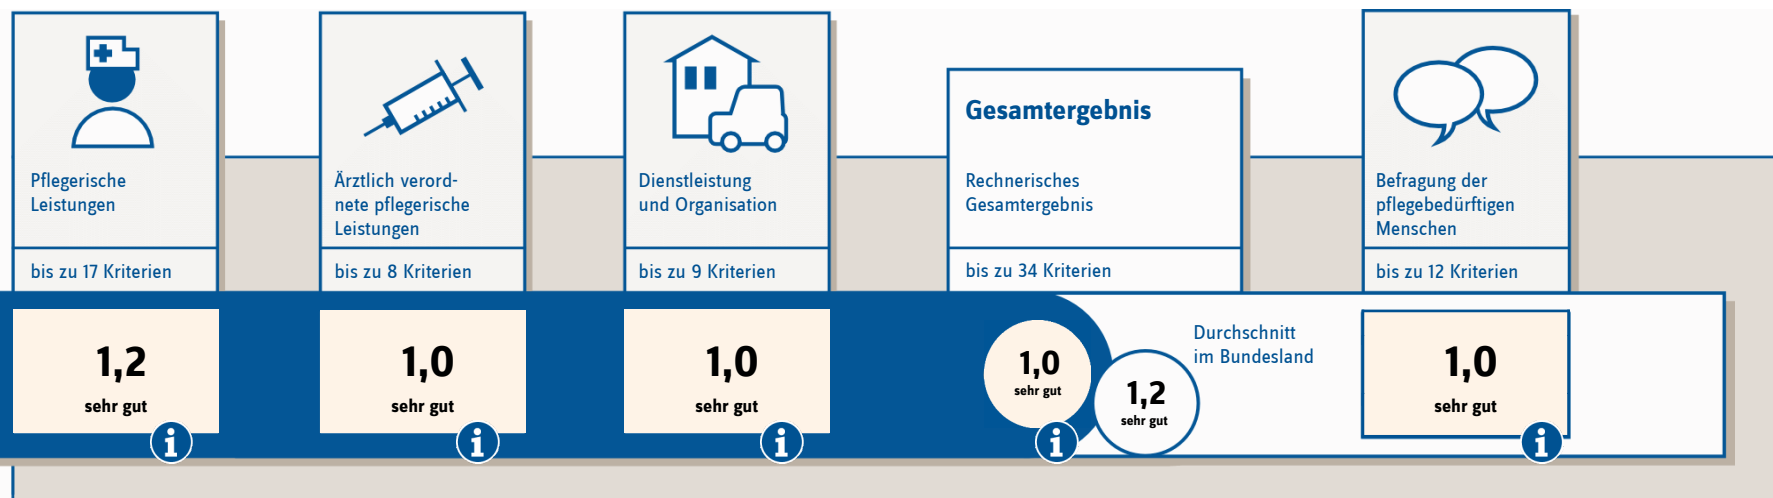 Pflegerische
Leistungen
bis zu 17 Kriterien
1,2
sehr gut
i
Ärztlich verord-
nete pflegerische
Leistungen
bis zu 8 Kriterien
1,0
sehr gut
i
Dienstleistung
und Organisation
bis zu 9 Kriterien
1,0
sehr gut
i
Gesamtergebnis
Rechnerisches
Gesamtergebnis
bis zu 34 Kriterien
1,0
sehr gut
i
Durchschnitt
im Bundesland
1,2
sehr gut
Befragung der
pflegebedürftigen
Menschen
bis zu 12 Kriterien
1,0
sehr gut
i